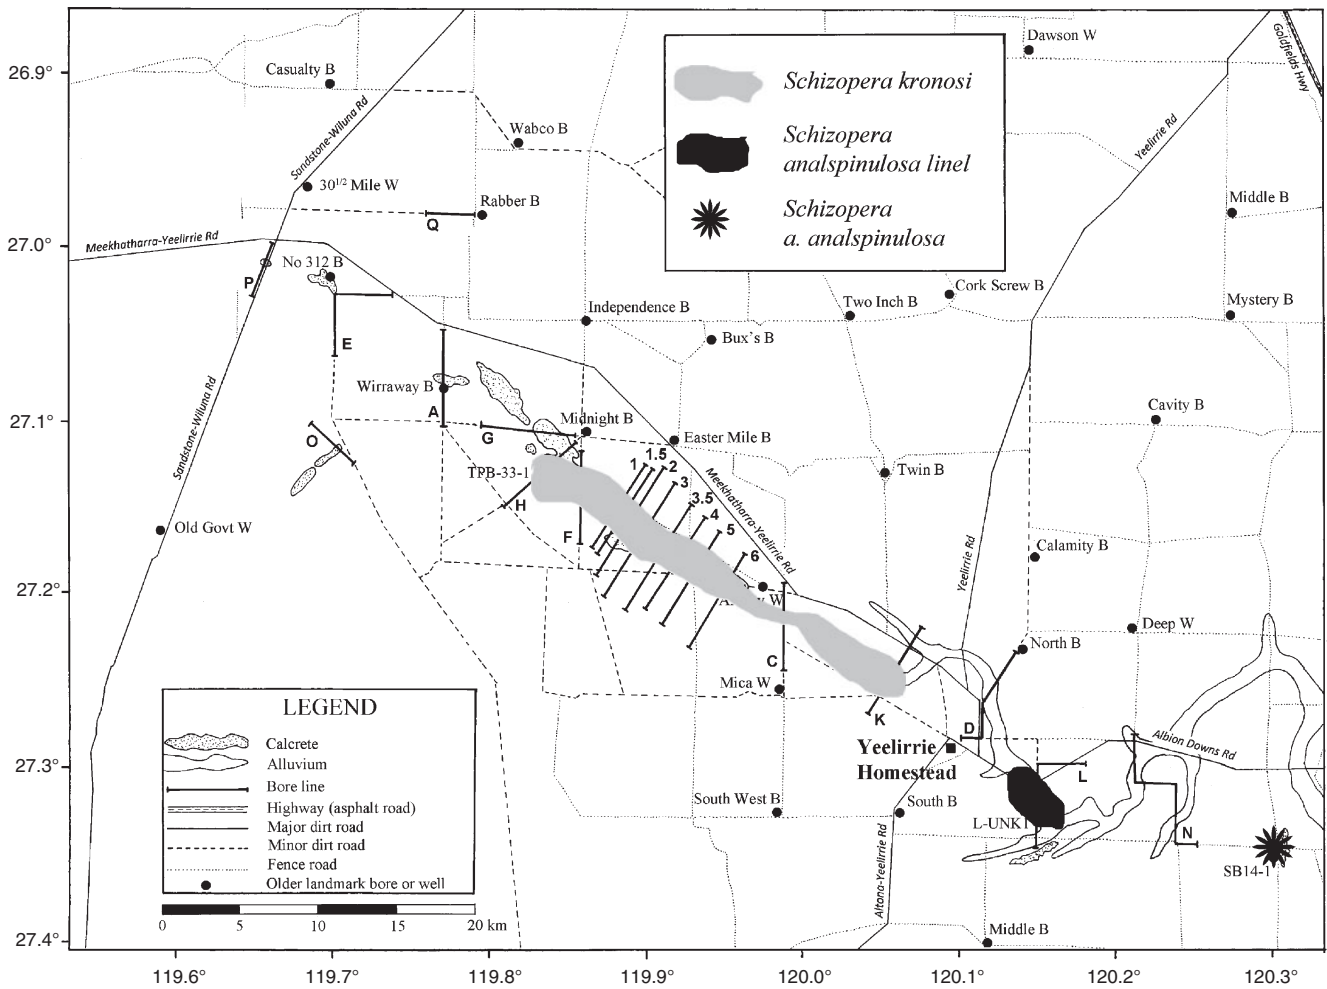 26.9°
27.0°
27.1°
27.2°
27.3°
27.4°
119.6°
119.7°
119.8°
119.9°
120.0°
120.1°
120.2°
120.3°
Schizopera kronosi
Schizopera
analspinulosa linel
Schizopera
a. analspinulosa
Dawson W
Goldfields Hwy
Casualty B
Sandstone-Wiluna Rd
Wabco B
Yeelirrie Rd
30 1/2 Mile W
Rabber B
Q
Middle B
Meekhatharra-Yeelirrie Rd
P
No 312 B
E
Independence B
Two Inch B
Cork Screw B
Mystery B
Bux's B
Wirraway B
A
G
Midnight B
Easter Mile B
Cavity B
O
TPB-33-1
H
F
1
1.5
2
3
3.5
4
5
6
Meekhatharra-Yeelirrie Rd
Twin B
Sandstone-Wiluna Rd
Old Govt W
Calamity B
Yeelirrie Rd
W
Deep W
C
Mica W
North B
K
D
Yeelirrie
Homestead
Albion Downs Rd
L
South West B
South B
L-UNK1
N
SB14-1
Altona-Yeelirrie Rd
Middle B
LEGEND
Calcrete
Alluvium
Bore line
Highway (asphalt road)
Major dirt road
Minor dirt road
Fence road
Older landmark bore or well
0
5
10
15
20 km